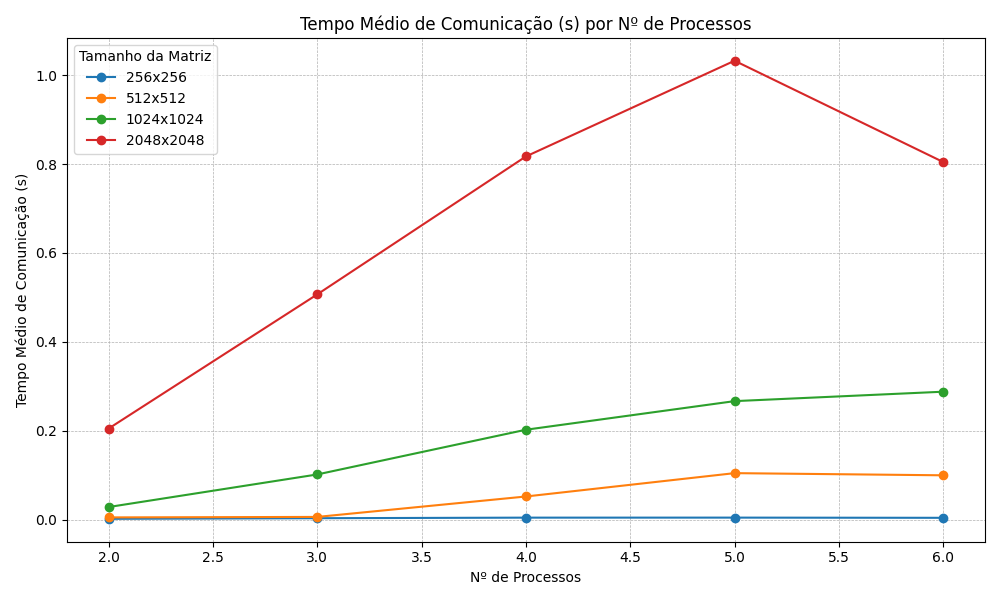 Tempo Médio de Comunicação (s) por Nº de Processos
Tamanho da Matriz
256x256
512x512
1024x1024
2048x2048
Tempo Médio de Comunicação (s)
1.0
0.8
0.6
0.4
0.2
0.0
2.0 2.5 3.0 3.5 4.0 4.5 5.0 5.5 6.0
Nº de Processos